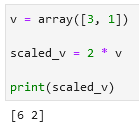 v = array([3, 1])
scaled_v = 2 * v
print(scaled_v)
[6 2]